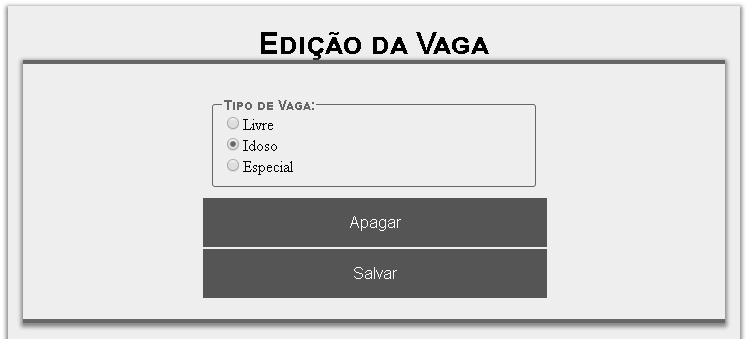 Edição da Vaga
Tipo de Vaga:
Livre
Idoso
Especial
Apagar
Salvar